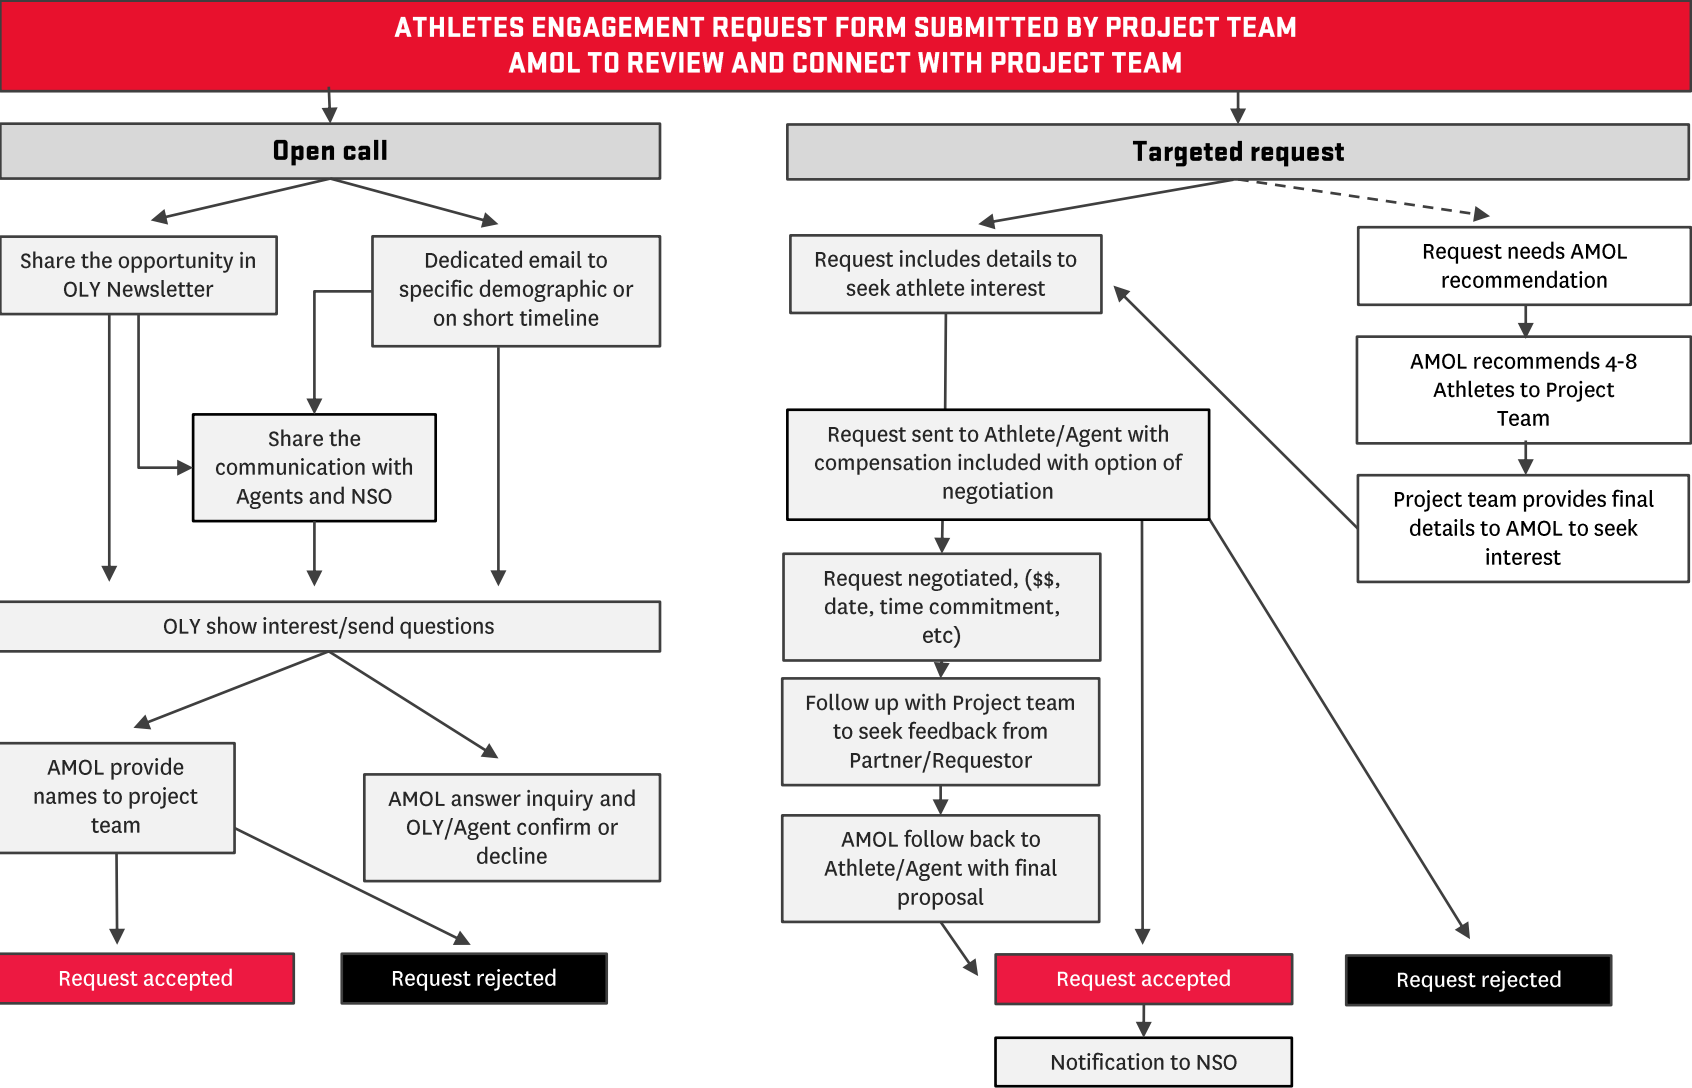 ATHLETES ENGAGEMENT REQUEST FORM SUBMITTED BY PROJECT TEAM
AMOL TO REVIEW AND CONNECT WITH PROJECT TEAM
Open call
Share the opportunity in
OLY Newsletter
Dedicated email to
specific demographic or
on short timeline
Share the
communication with
Agents and NSO
OLY show interest/send questions
AMOL provide
names to project
team
AMOL answer inquiry and
OLY/Agent confirm or
decline
Request accepted
Request rejected
Targeted request
Request includes details to
seek athlete interest
Request needs AMOL
recommendation
AMOL recommends 4-8
Athletes to Project
Team
Project team provides final
details to AMOL to seek
interest
Request sent to Athlete/Agent with
compensation included with option of
negotiation
Request negotiated, ($$,
date, time commitment,
etc)
Follow up with Project team
to seek feedback from
Partner/Requestor
AMOL follow back to
Athlete/Agent with final
proposal
Request accepted
Request rejected
Notification to NSO